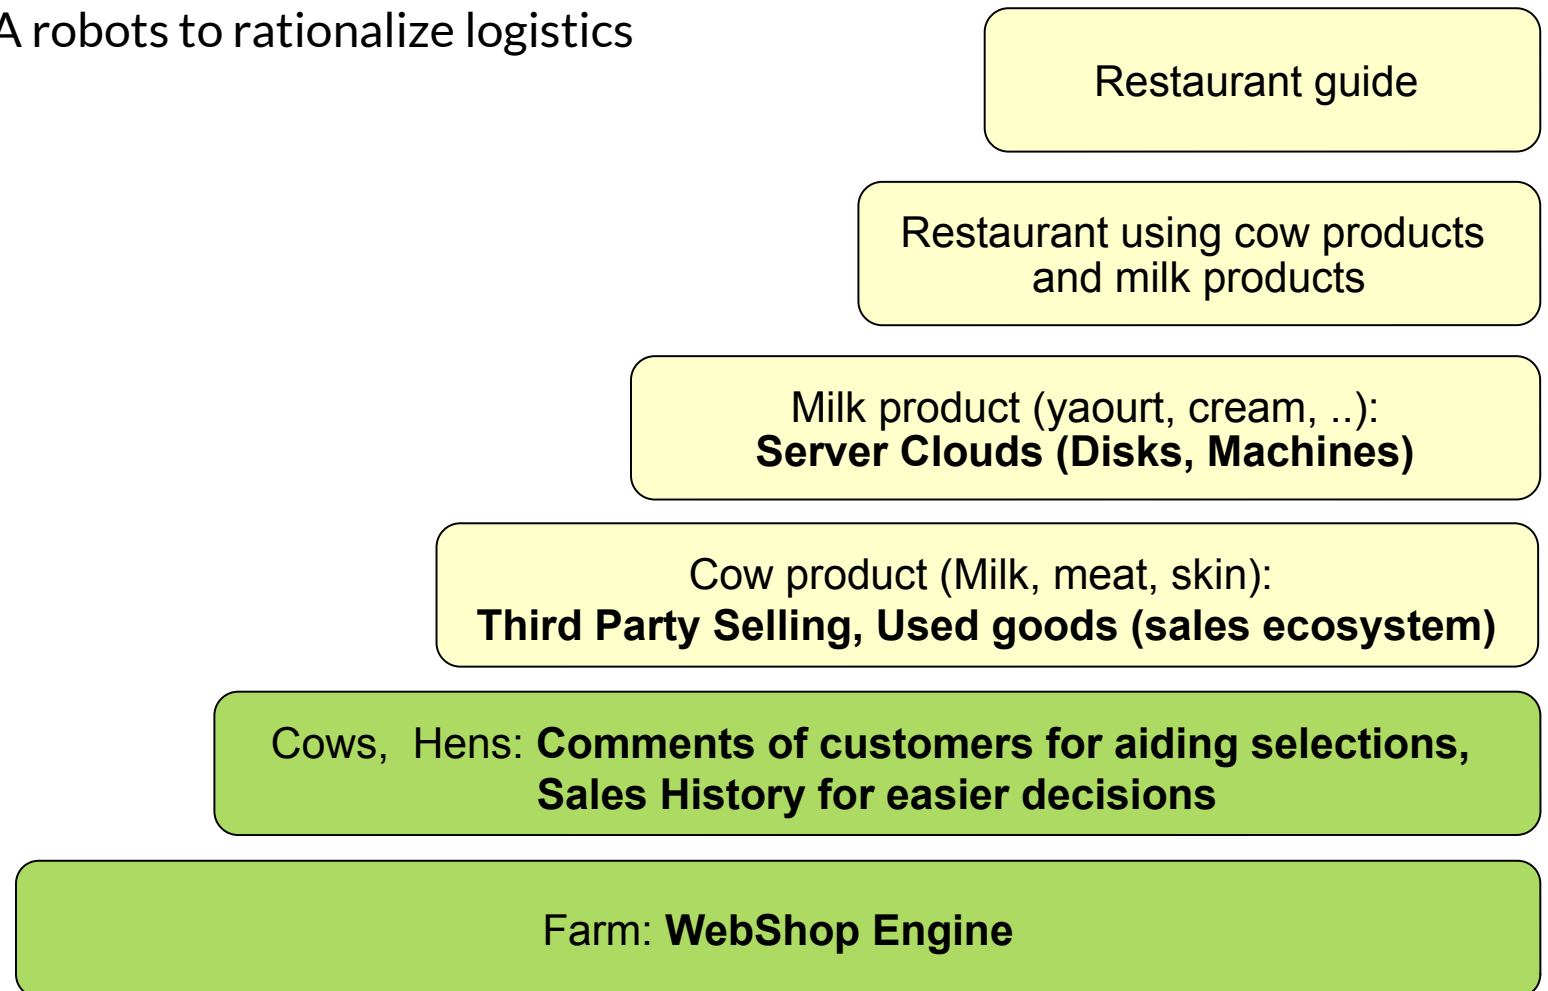 A robots to rationalize logistics
Restaurant guide
Restaurant using cow products
and milk products
Milk product (yaourt, cream, ..):
Server Clouds (Disks, Machines)
Cow product (Milk, meat, skin):
Third Party Selling, Used goods (sales ecosystem)
Cows, Hens: Comments of customers for aiding selections,
Sales History for easier decisions
Farm: WebShop Engine